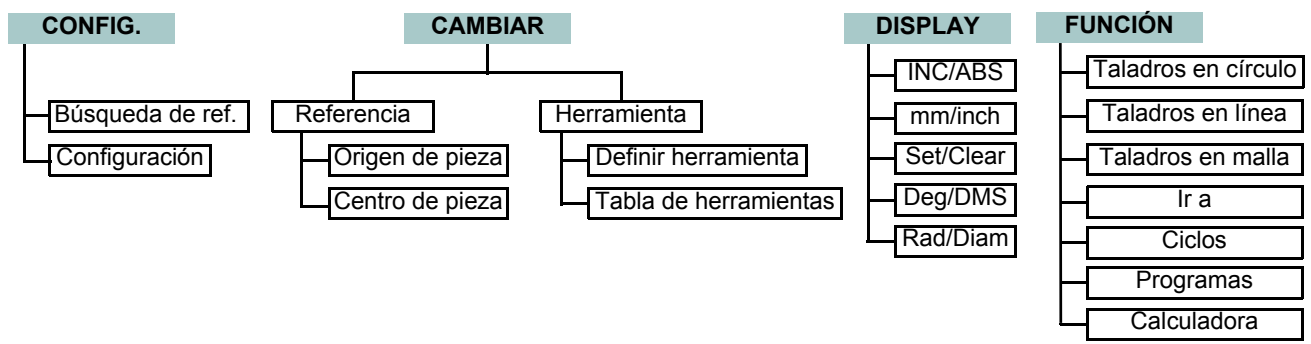 CONFIG.
Búsqueda de ref.
Configuración
CAMBIAR
Referencia
Origen de pieza
Centro de pieza
Herramienta
Definir herramienta
Tabla de herramientas
DISPLAY
INC/ABS
mm/inch
Set/Clear
Deg/DMS
Rad/Diam
FUNCIÓN
Taladros en círculo
Taladros en línea
Taladros en malla
Ir a
Ciclos
Programas
Calculadora